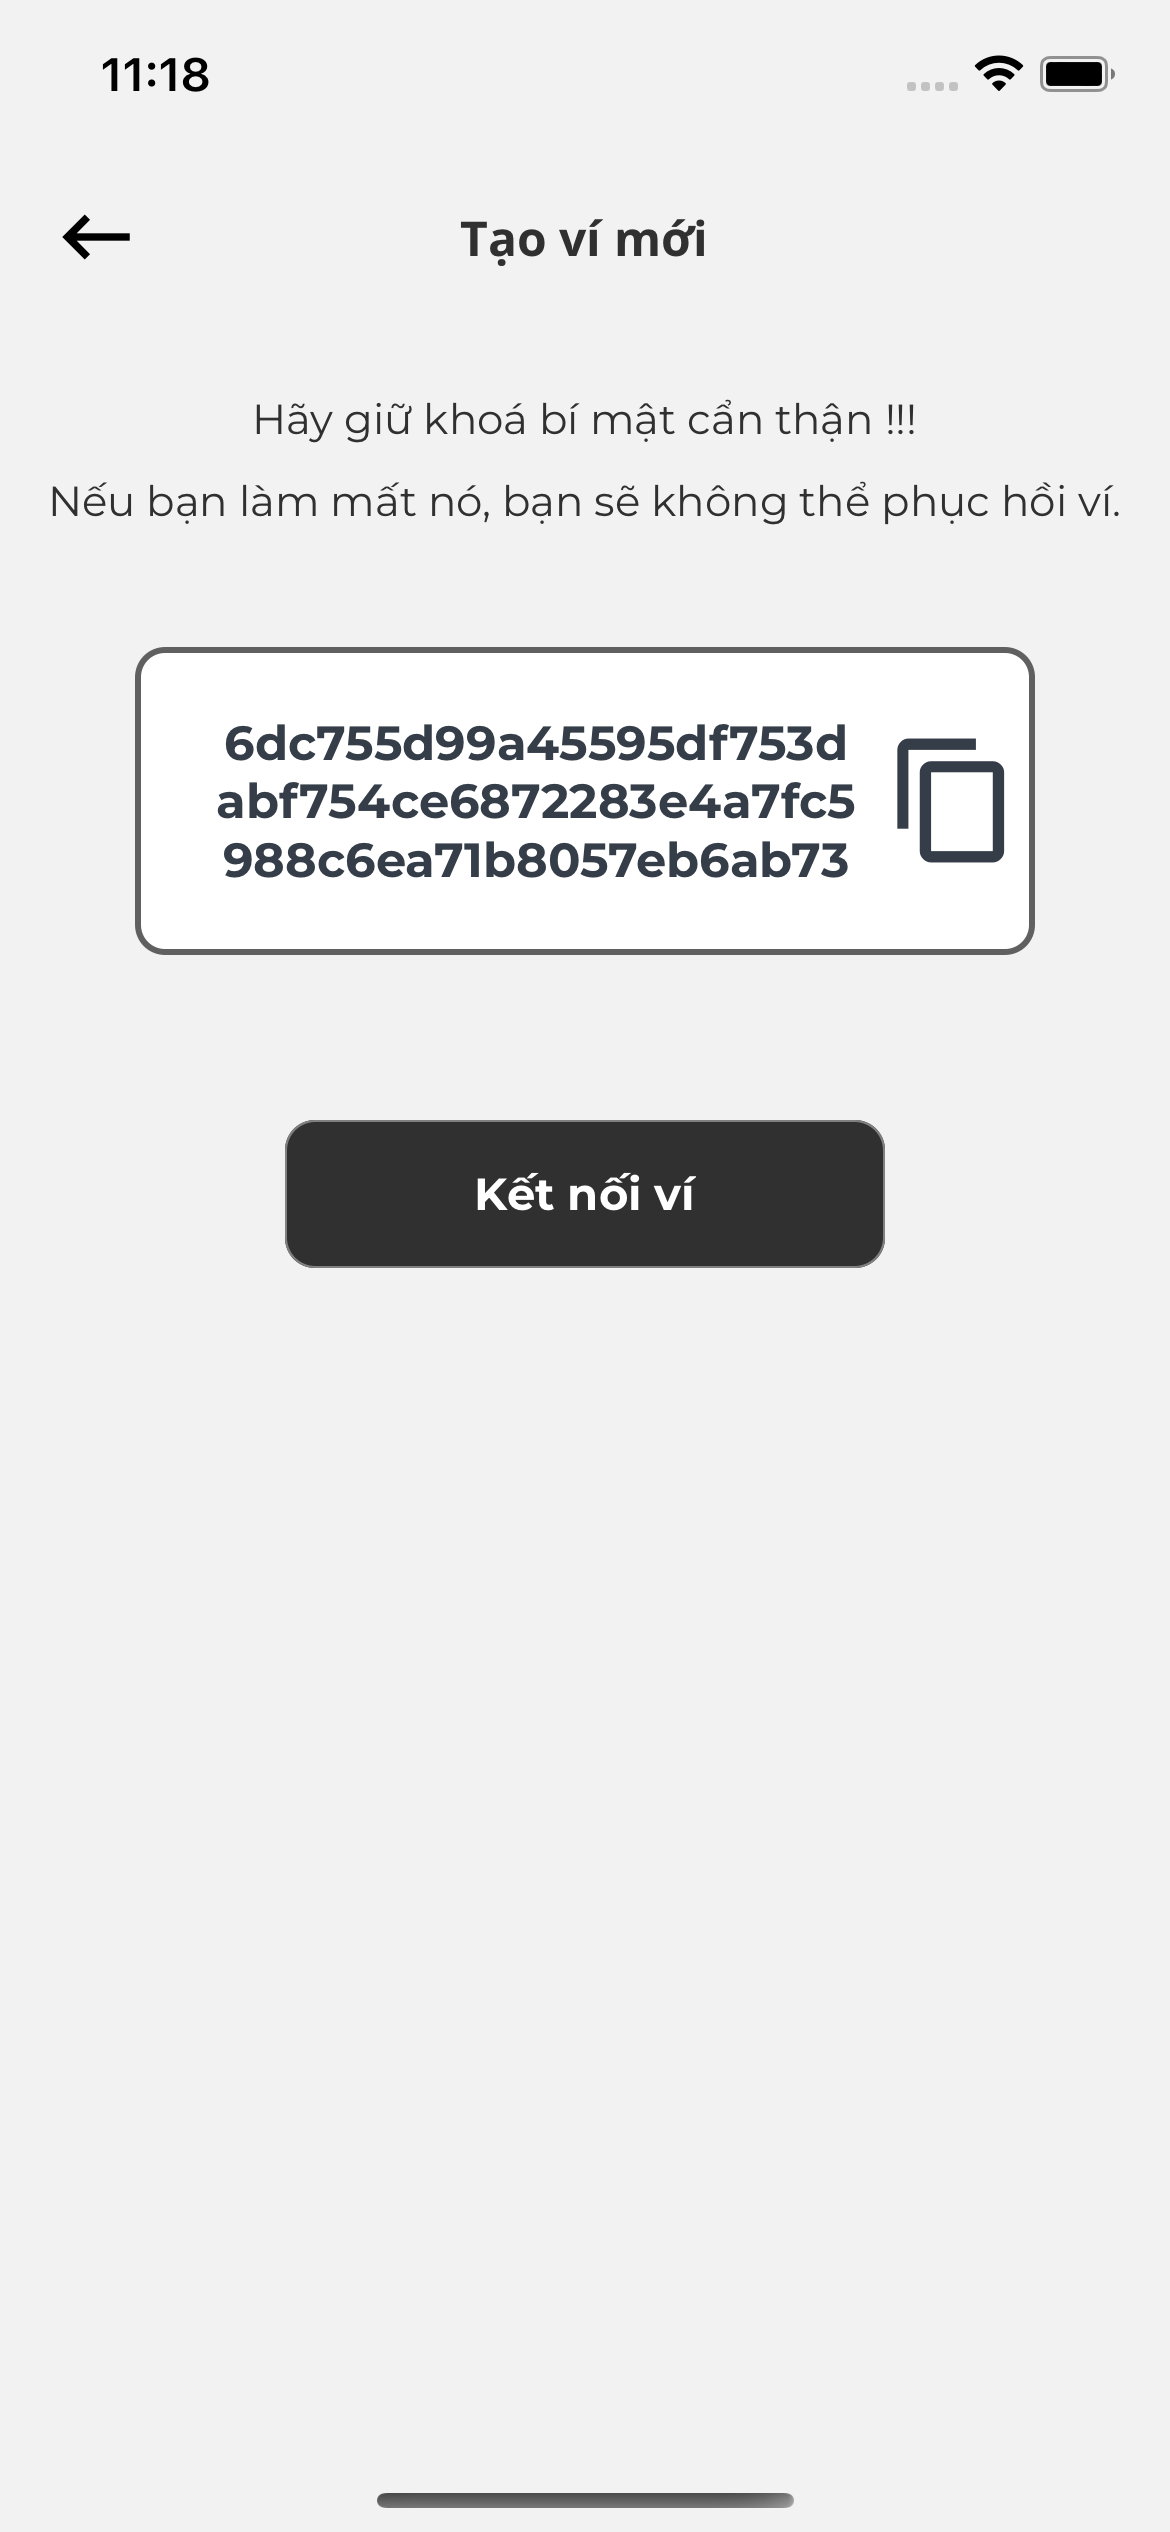 11:18
Tạo ví mới
Hãy giữ khoá bí mật cẩn thận !!!
Nếu bạn làm mất nó, bạn sẽ không thể phục hồi ví.
6dc755d99a45595df753d
abf754ce6872283e4a7fc5
988c6ea71b8057eb6ab73
Kết nối ví